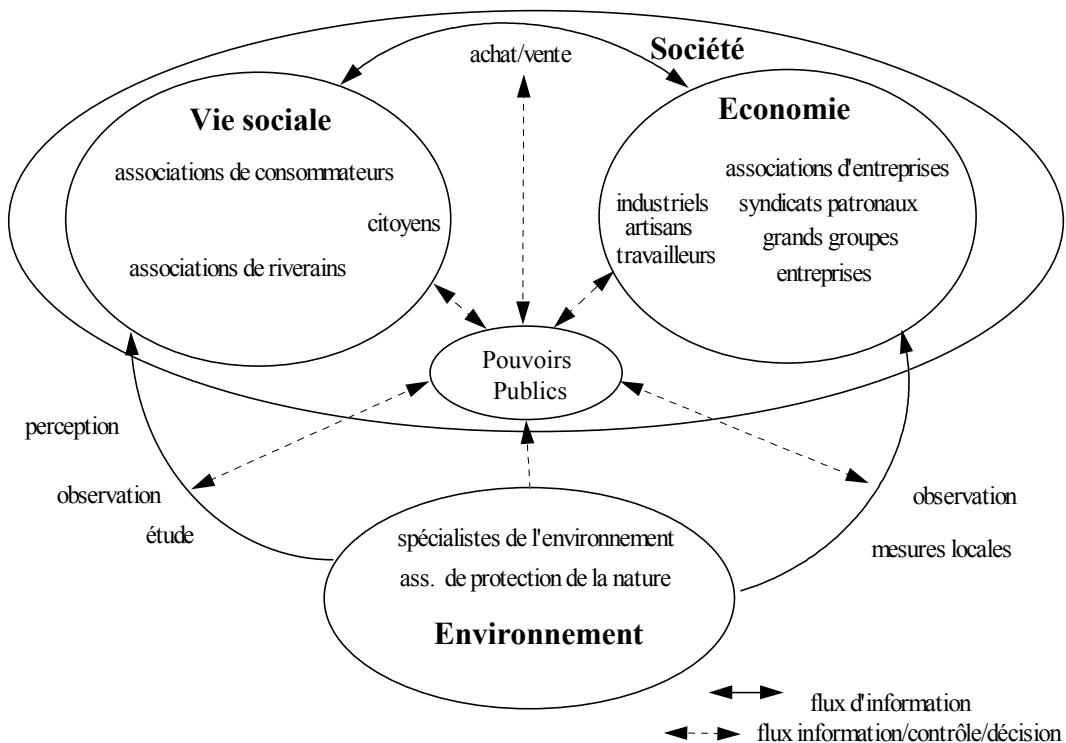 Société
achat/vente
Vie sociale
associations de consommateurs
citoyens
associations de riverains
Economie
associations d'entreprises
industriels
syndicats patronaux
artisans
grands groupes
travailleurs
entreprises
Pouvoirs
Publics
perception
observation
étude
observation
mesures locales
spécialistes de l'environnement
ass. de protection de la nature
Environnement
flux d'information
flux information/contrôle/décision